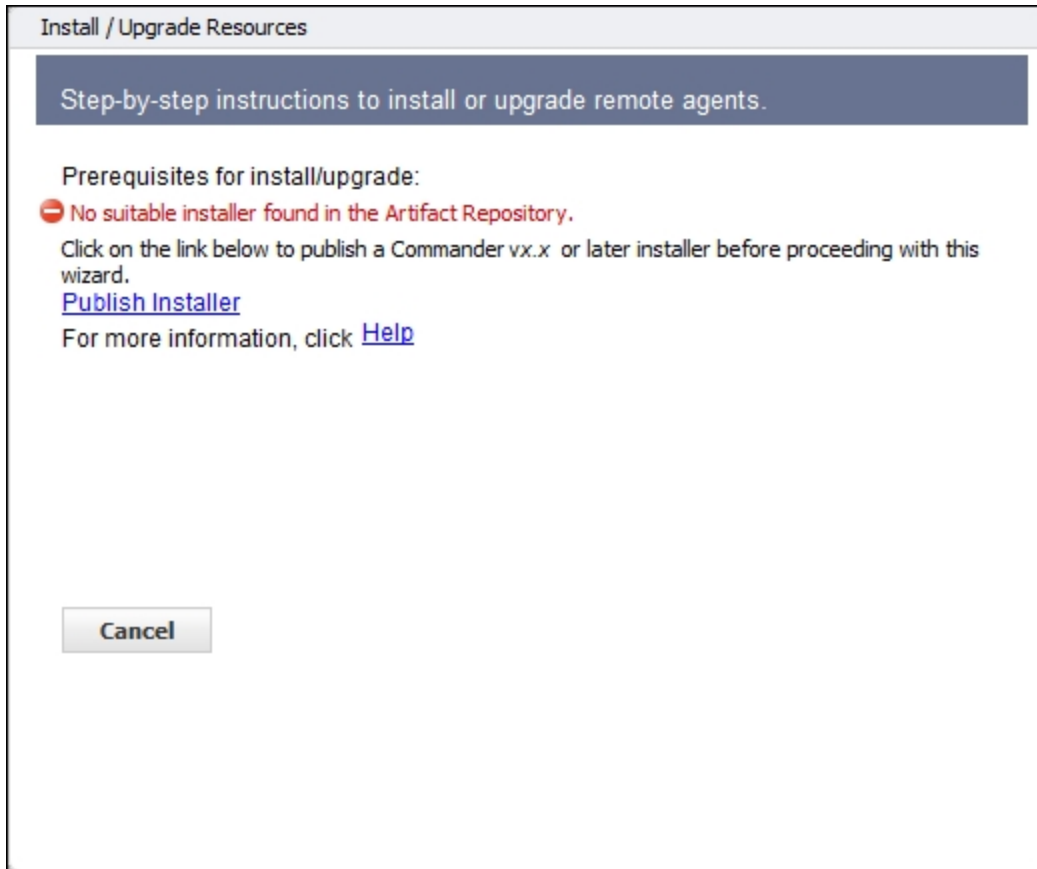 Install / Upgrade Resources
Step-by-step instructions to install or upgrade remote agents.
Prerequisites for install/upgrade:
No suitable installer found in the Artifact Repository.
Click on the link below to publish a Commander vx.x or later installer before proceeding with this
wizard.
Publish Installer
For more information, click Help
Cancel